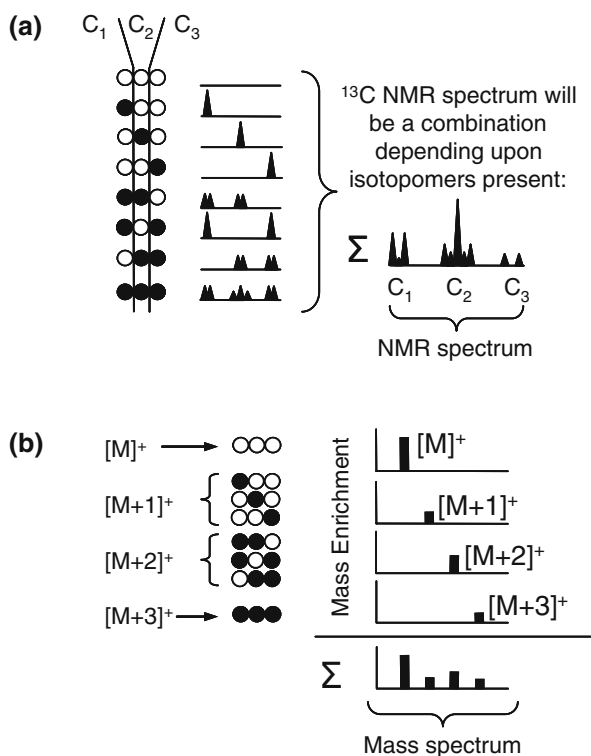 (a)
C₁ C₂ C₃
¹³C NMR spectrum will
be a combination
depending upon
isotopomers present:
Σ
C₁ C₂ C₃
NMR spectrum
(b)
[M]⁺
[M+1]⁺
[M+2]⁺
[M+3]⁺
Mass Enrichment
[M]⁺
[M+1]⁺
[M+2]⁺
[M+3]⁺
Σ
Mass spectrum